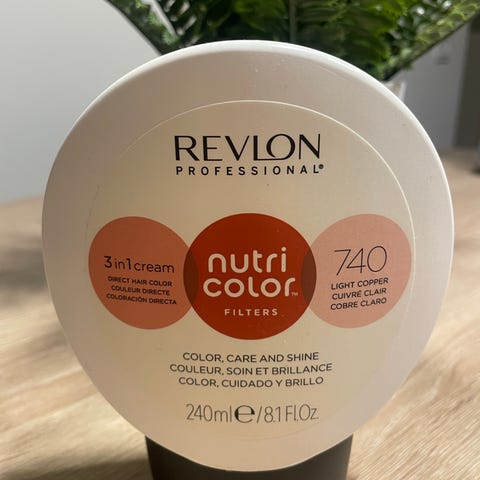 REVLON
PROFESSIONAL®
3 in 1 cream
DIRECT HAIR COLOR
COULEUR DIRECTE
COLORACIÓN DIRECTA
nutri
color™
FILTERS
740
LIGHT COPPER
CUIVRÉ CLAIR
COBRE CLARO
COLOR, CARE AND SHINE
COULEUR, SOIN ET BRILLANCE
COLOR, CUIDADO Y BRILLO
240ml℮/8.1 Fl.Oz.